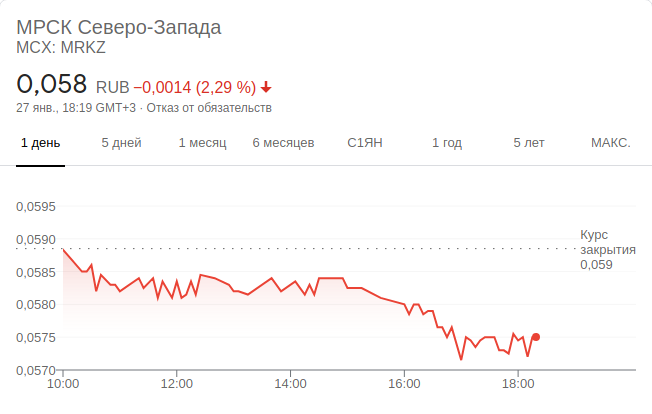 МРСК Северо-Запада
MCX: MRKZ
0,058 RUB −0,0014 (2,29 %)
27 янв., 18:19 GMT+3 · Отказ от обязательств
1 день 5 дней 1 месяц 6 месяцев С1ЯН 1 год 5 лет МАКС.
0,0595
0,0590
Курс
закрытия
0,059
0,0585
0,0580
0,0575
0,0570
10:00 12:00 14:00 16:00 18:00